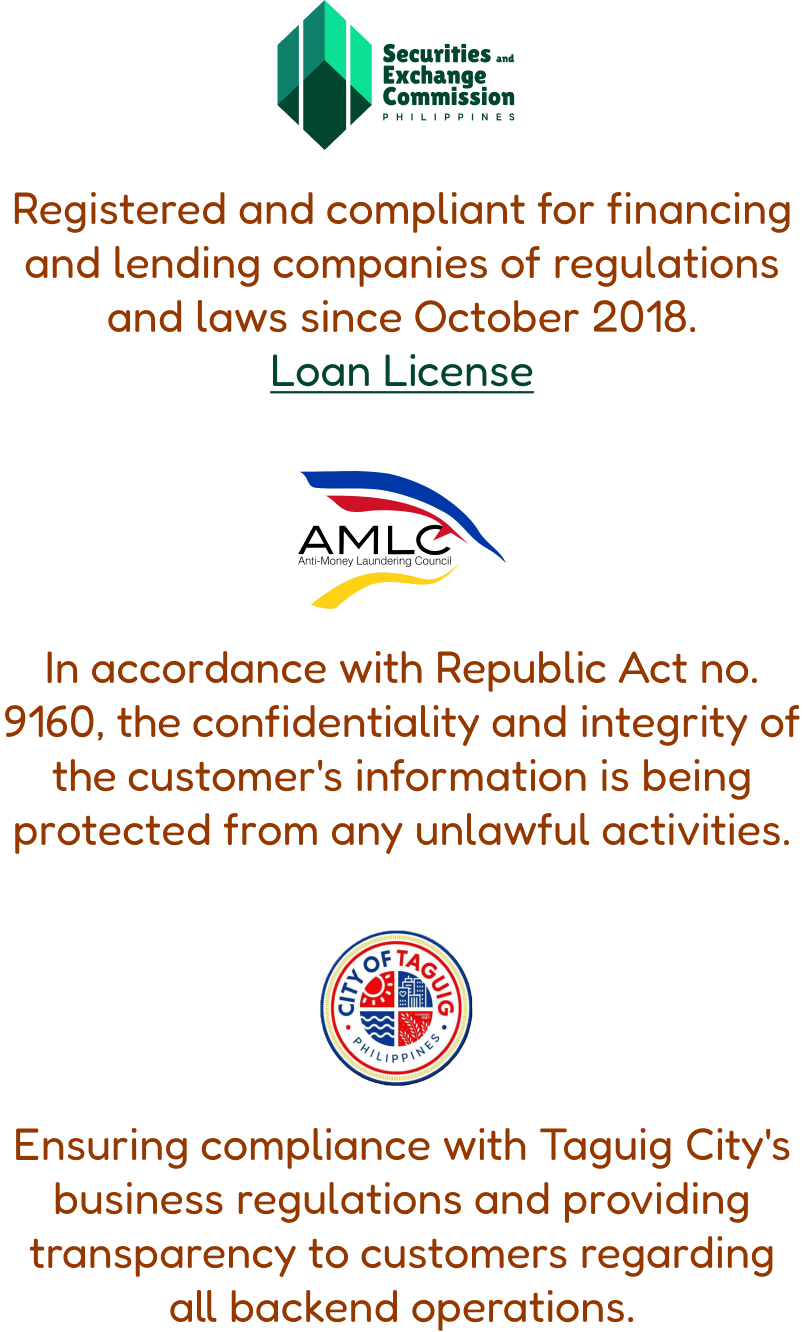 Securities and
Exchange
Commission
PHILIPPINES
Registered and compliant for financing
and lending companies of regulations
and laws since October 2018.
Loan License
AMLC
Anti-Money Laundering Council
In accordance with Republic Act no.
9160, the confidentiality and integrity of
the customer's information is being
protected from any unlawful activities.
CITY OF TAGUIG
PHILIPPINES
Ensuring compliance with Taguig City's
business regulations and providing
transparency to customers regarding
all backend operations.